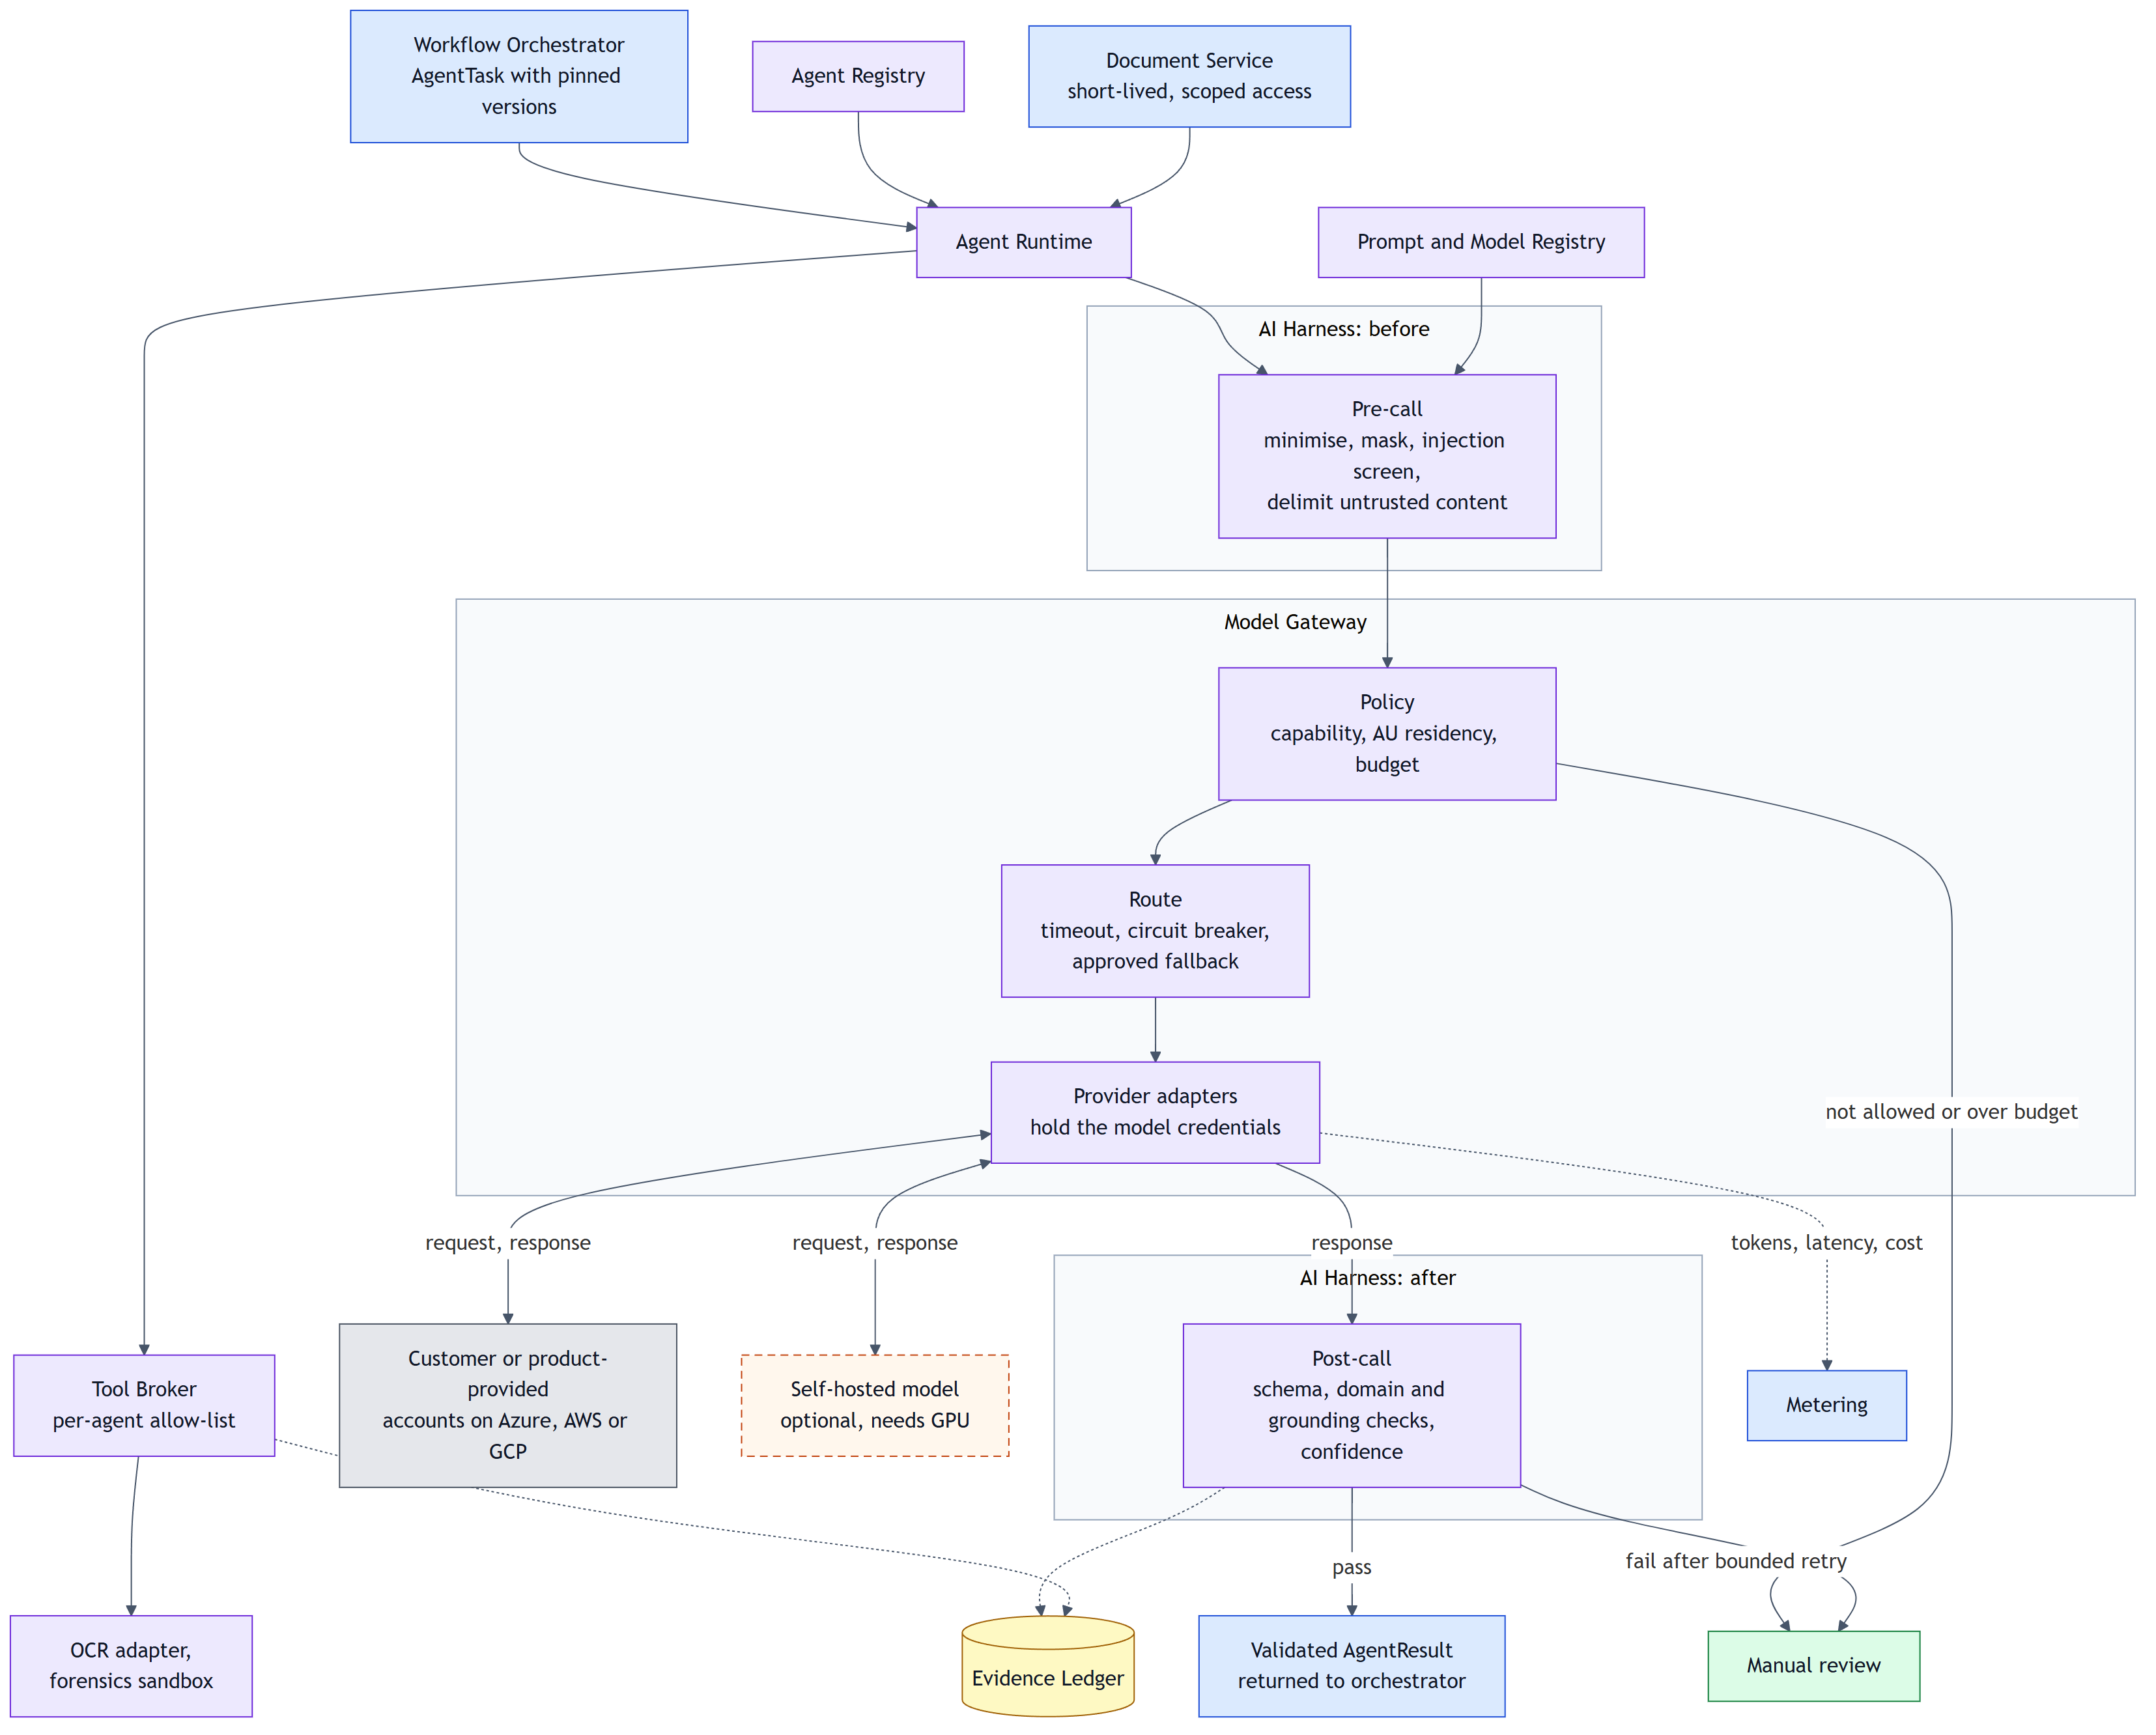 Workflow Orchestrator
AgentTask with pinned
versions
Agent Registry
Document Service
short-lived, scoped access
Agent Runtime
Prompt and Model Registry
AI Harness: before
Pre-call
minimise, mask, injection
screen,
delimit untrusted content
Model Gateway
Policy
capability, AU residency,
budget
Route
timeout, circuit breaker,
approved fallback
Provider adapters
hold the model credentials
not allowed or over budget
request, response
request, response
response
tokens, latency, cost
AI Harness: after
Tool Broker
per-agent allow-list
Customer or product-
provided
accounts on Azure, AWS or
GCP
Self-hosted model
optional, needs GPU
Post-call
schema, domain and
grounding checks,
confidence
Metering
pass
fail after bounded retry
OCR adapter,
forensics sandbox
Evidence Ledger
Validated AgentResult
returned to orchestrator
Manual review